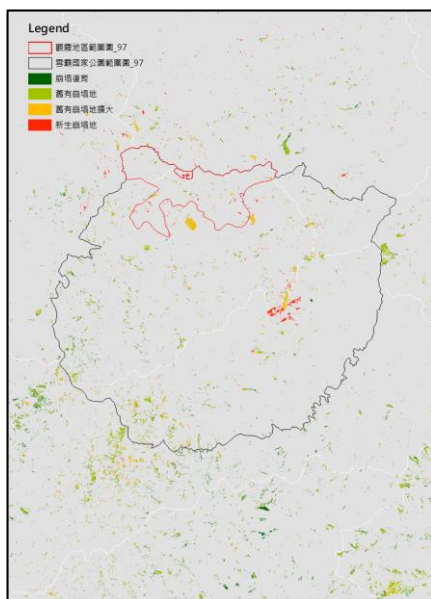 Legend
觀霧地區範圍圖_97
雪霸國家公園範圍圖_97
崩塌復育
舊有崩塌地
舊有崩塌地擴大
新生崩塌地